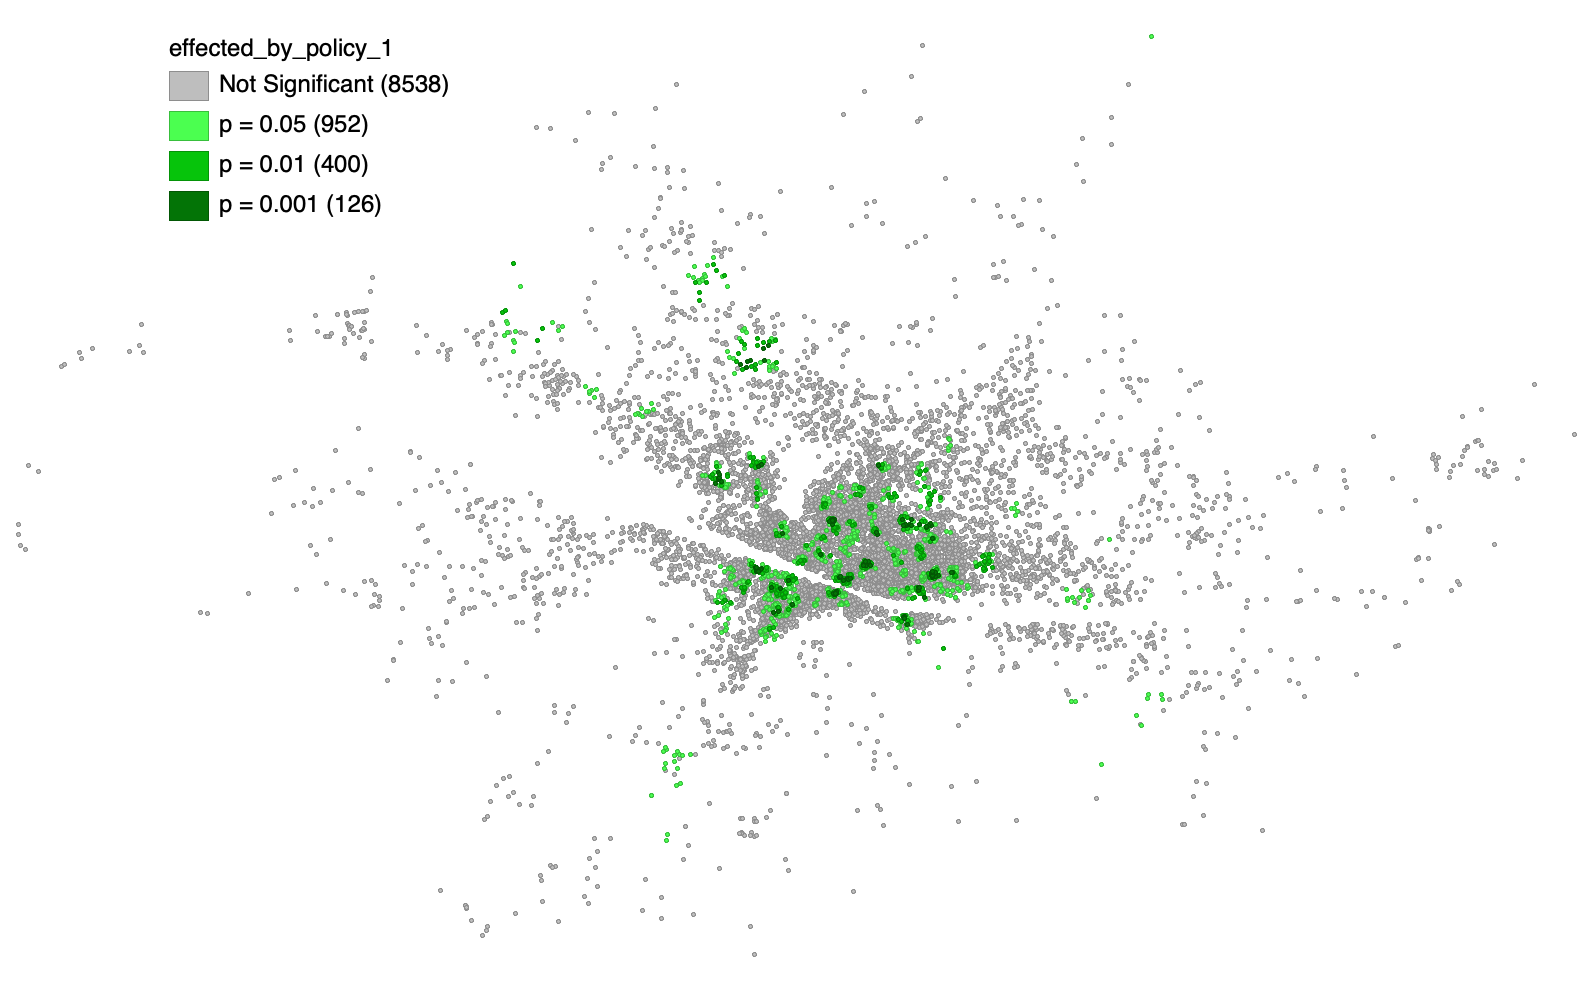 effected_by_policy_1
Not Significant (8538)
p = 0.05 (952)
p = 0.01 (400)
p = 0.001 (126)